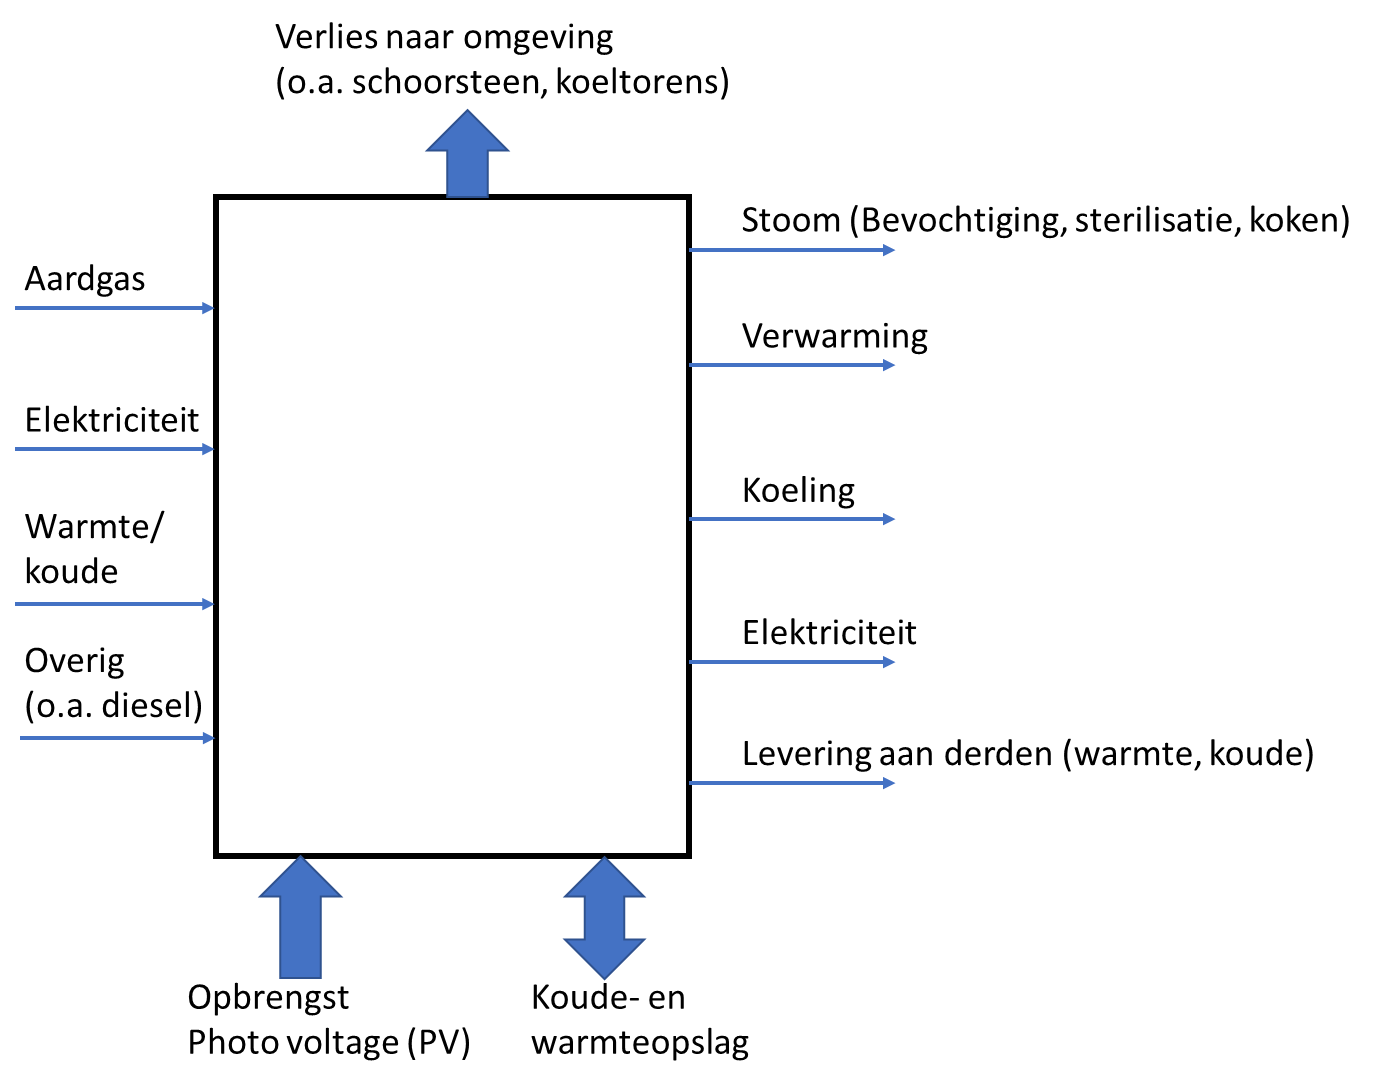 Verlies naar omgeving
(o.a. schoorsteen, koeltorens)
Aardgas
Elektriciteit
Warmte/
koude
Overig
(o.a. diesel)
Stoom (Bevochtiging, sterilisatie, koken)
Verwarming
Koeling
Elektriciteit
Levering aan derden (warmte, koude)
Opbrengst
Photo voltage (PV)
Koude- en
warmteopslag